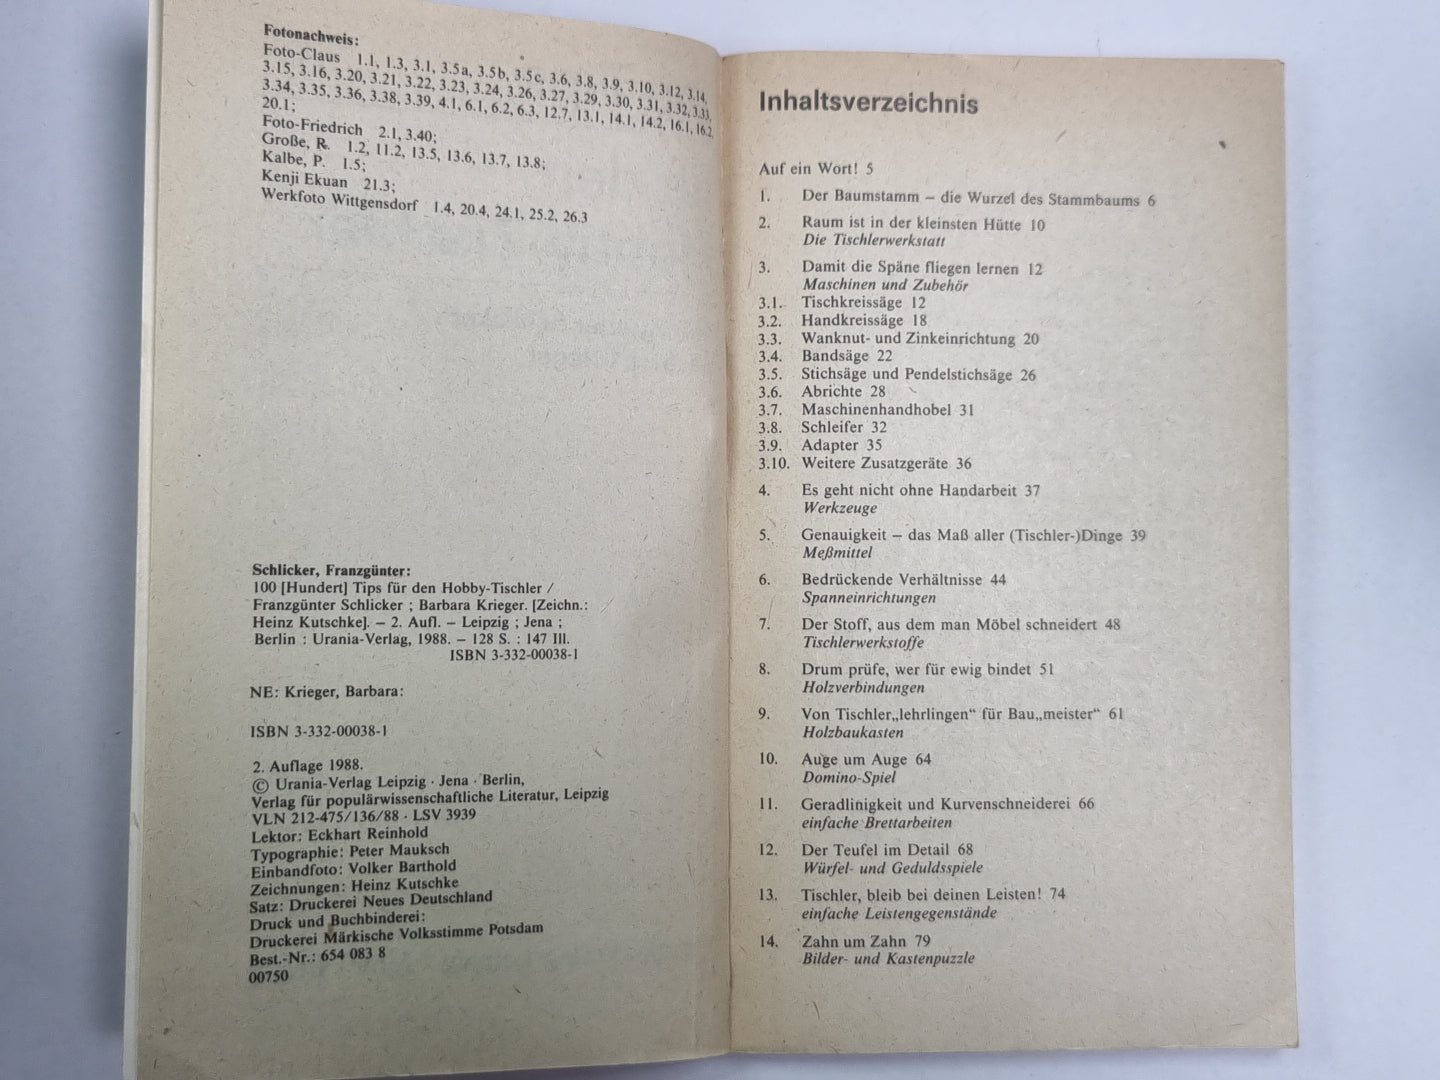 Fotonachweis:
Foto-Claus 1.1, 1.3, 3.1, 3.5a, 3.5b, 3.5c, 3.6, 3.8, 3.9, 3.10, 3.12, 3.14,
3.15, 3.16, 3.20, 3.21, 3.22, 3.23, 3.24, 3.26, 3.27, 3.29, 3.30, 3.31, 3.32, 3.33,
3.34, 3.35, 3.36, 3.38, 3.39, 4.1, 6.1, 6.2, 6.3, 12.7, 13.1, 14.1, 14.2, 16.1, 16.2,
20.1;
Foto-Friedrich 2.1, 3.40;
Große, R. 1.2, 11.2, 13.5, 13.6, 13.7, 13.8;
Kalbe, P. 1.5;
Kenji Ekuan 21.3;
Werkfoto Wittgensdorf 1.4, 20.4, 24.1, 25.2, 26.3
Schlicker, Franzgünter:
100 [Hundert] Tips für den Hobby-Tischler /
Franzgünter Schlicker ; Barbara Krieger. [Zeichn.:
Heinz Kutschke]. – 2. Aufl. – Leipzig ; Jena ;
Berlin : Urania-Verlag, 1988. – 128 S. : 147 Ill.
ISBN 3-332-00038-1
NE: Krieger, Barbara:
ISBN 3-332-00038-1
2. Auflage 1988.
© Urania-Verlag Leipzig · Jena · Berlin,
Verlag für populärwissenschaftliche Literatur, Leipzig
VLN 212-475/136/88 · LSV 3939
Lektor: Eckhart Reinhold
Typographie: Peter Mauksch
Einbandfoto: Volker Barthold
Zeichnungen: Heinz Kutschke
Satz: Druckerei Neues Deutschland
Druck und Buchbinderei:
Druckerei Märkische Volksstimme Potsdam
Best.-Nr.: 654 083 8
00750
Inhaltsverzeichnis
Auf ein Wort! 5
1. Der Baumstamm – die Wurzel des Stammbaums 6
2. Raum ist in der kleinsten Hütte 10
Die Tischlerwerkstatt
3. Damit die Späne fliegen lernen 12
Maschinen und Zubehör
3.1. Tischkreissäge 12
3.2. Handkreissäge 18
3.3. Wanknut- und Zinkeinrichtung 20
3.4. Bandsäge 22
3.5. Stichsäge und Pendelstichsäge 26
3.6. Abrichte 28
3.7. Maschinenhandhobel 31
3.8. Schleifer 32
3.9. Adapter 35
3.10. Weitere Zusatzgeräte 36
4. Es geht nicht ohne Handarbeit 37
Werkzeuge
5. Genauigkeit – das Maß aller (Tischler-)Dinge 39
Meßmittel
6. Bedrückende Verhältnisse 44
Spanneinrichtungen
7. Der Stoff, aus dem man Möbel schneidert 48
Tischlerwerkstoffe
8. Drum prüfe, wer für ewig bindet 51
Holzverbindungen
9. Von Tischler„lehrlingen“ für Bau„meister“ 61
Holzbaukasten
10. Auge um Auge 64
Domino-Spiel
11. Geradlinigkeit und Kurvenschneiderei 66
einfache Brettarbeiten
12. Der Teufel im Detail 68
Würfel- und Geduldsspiele
13. Tischler, bleib bei deinen Leisten! 74
einfache Leistengegenstände
14. Zahn um Zahn 79
Bilder- und Kastenpuzzle